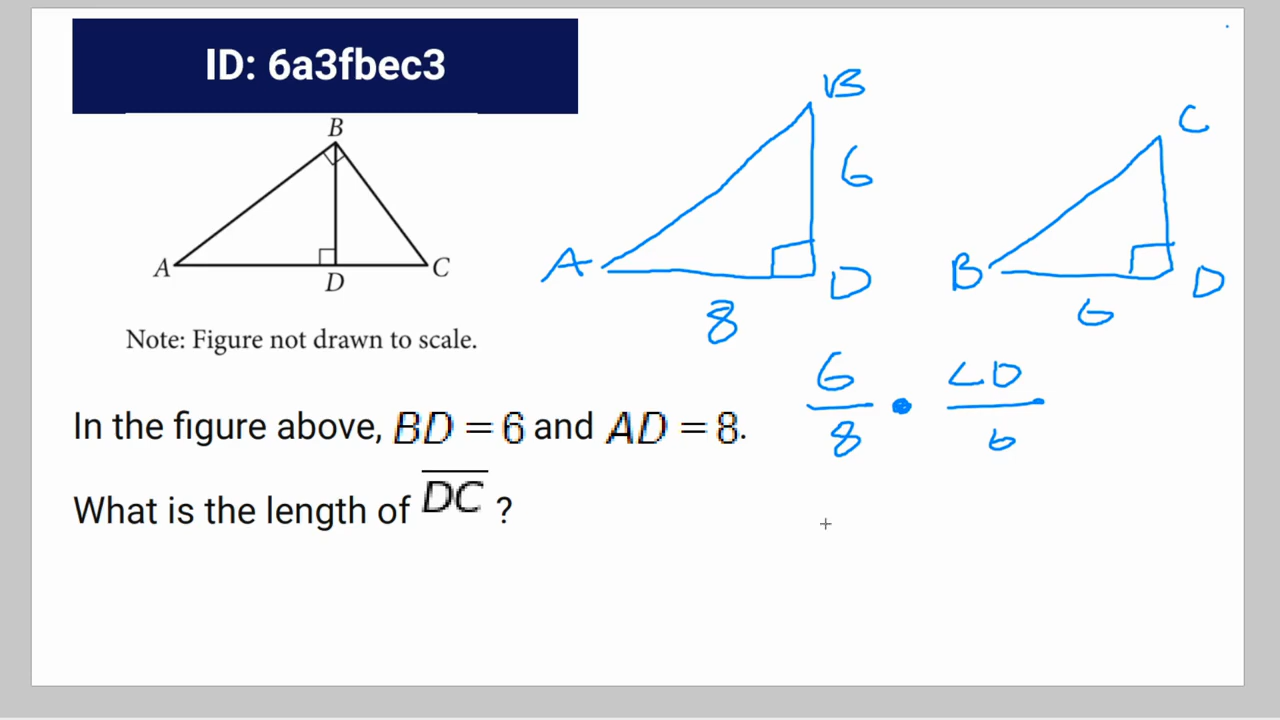 ID: 6a3fbec3
B
A
D
C
Note: Figure not drawn to scale.
In the figure above, BD = 6 and AD = 8.
What is the length of DC ?
B
6
A
D
8
C
B
D
6
6
8
CD
6